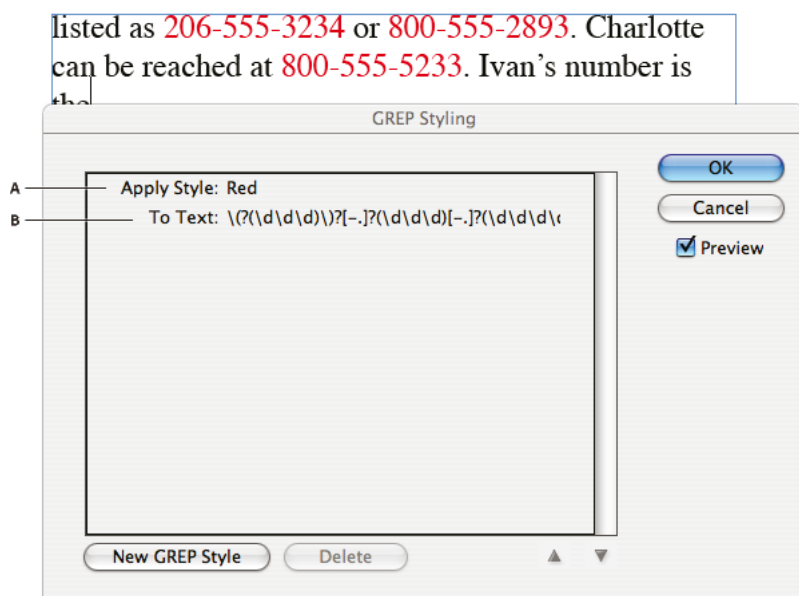 listed as 206-555-3234 or 800-555-2893. Charlotte
can be reached at 800-555-5233. Ivan’s number is
the
GREP Styling
A
Apply Style: Red
B
To Text: \(?(\d\d\d)\)?[-.]?(\d\d\d)[-.]?(\d\d\d\
OK
Cancel
Preview
New GREP Style
Delete